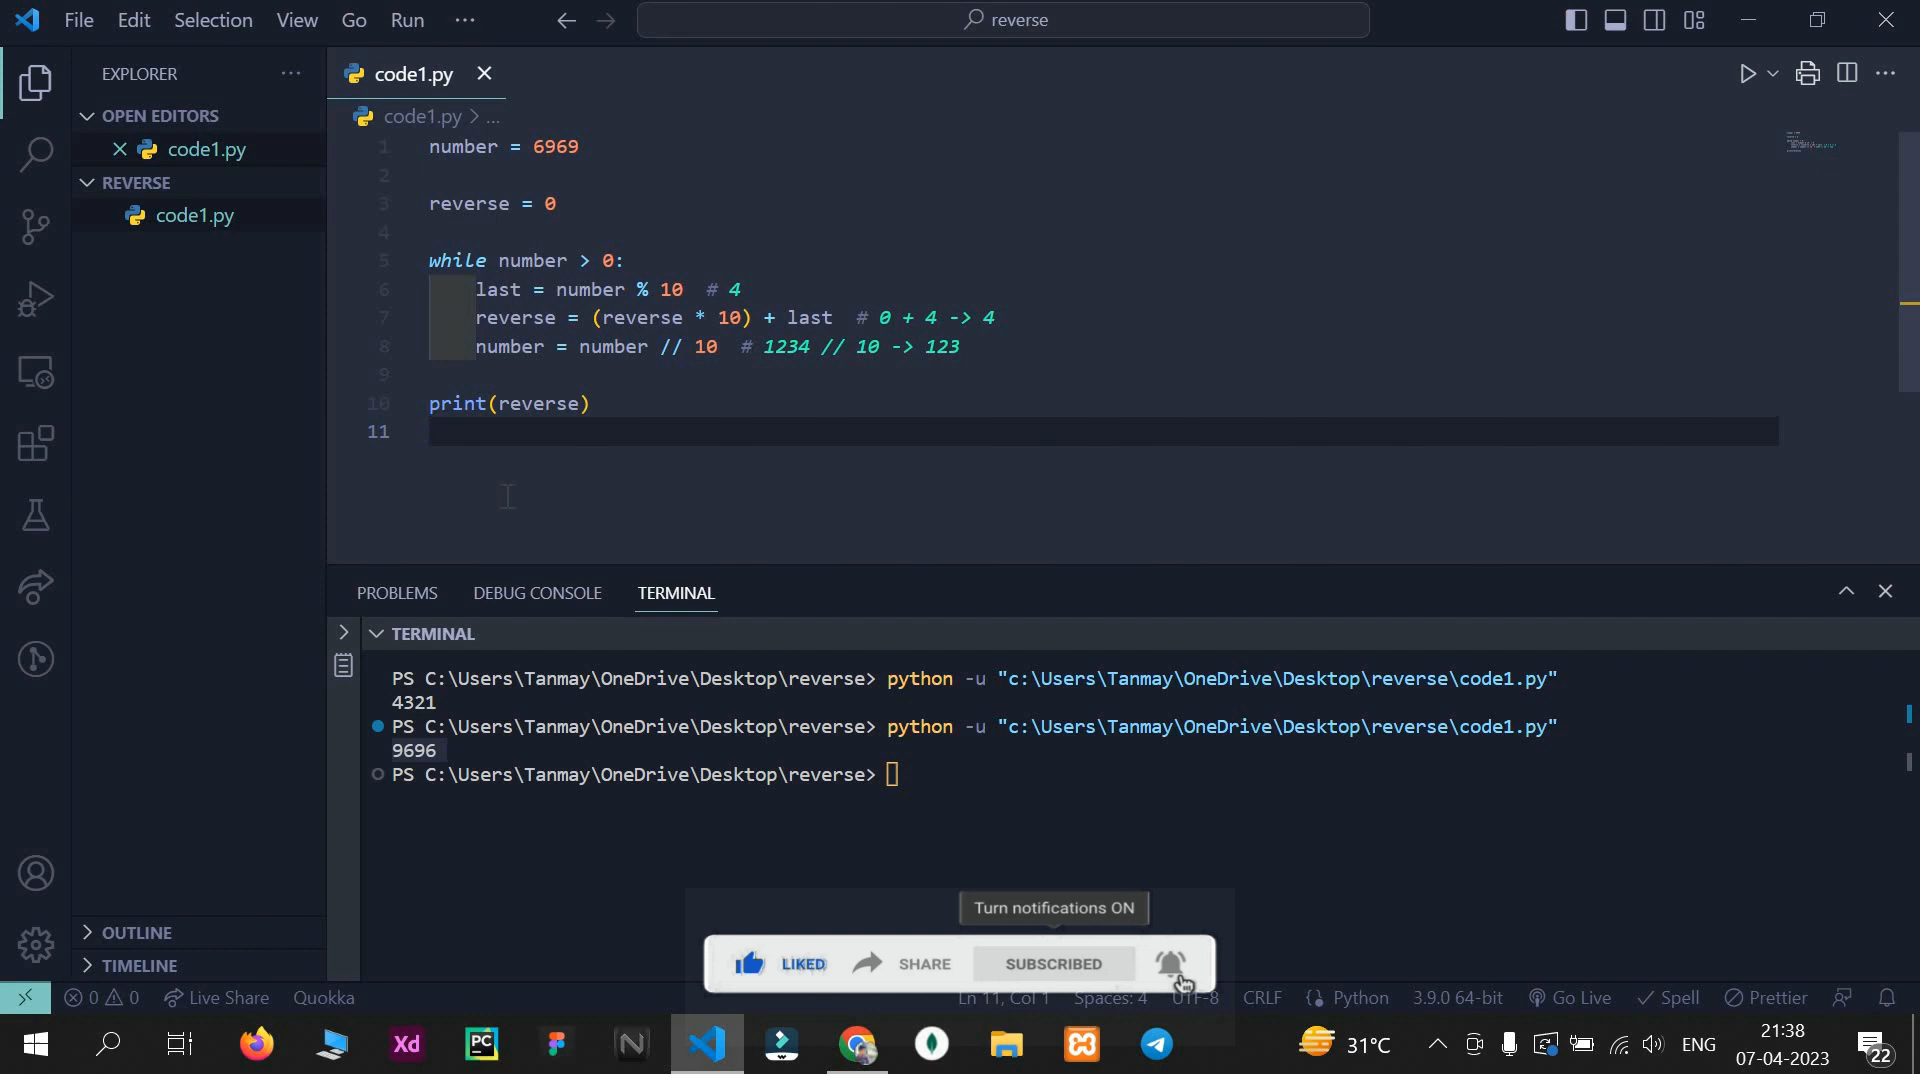 File Edit Selection View Go Run ···
reverse
EXPLORER ···
OPEN EDITORS
code1.py
REVERSE
code1.py
OUTLINE
TIMELINE
code1.py
code1.py > ...
1 number = 6969
2
3 reverse = 0
4
5 while number > 0:
6 last = number % 10 # 4
7 reverse = (reverse * 10) + last # 0 + 4 -> 4
8 number = number // 10 # 1234 // 10 -> 123
9
10 print(reverse)
11
PROBLEMS DEBUG CONSOLE TERMINAL
TERMINAL
PS C:\Users\Tanmay\OneDrive\Desktop\reverse> python -u "c:\Users\Tanmay\OneDrive\Desktop\reverse\code1.py"
4321
PS C:\Users\Tanmay\OneDrive\Desktop\reverse> python -u "c:\Users\Tanmay\OneDrive\Desktop\reverse\code1.py"
9696
PS C:\Users\Tanmay\OneDrive\Desktop\reverse>
Turn notifications ON
LIKED SHARE SUBSCRIBED
0 0 Live Share Quokka Ln 11, Col 1 Spaces: 4 UTF-8 CRLF Python 3.9.0 64-bit Go Live Spell Prettier
Xd PC N 31°C ENG 21:38
07-04-2023 22